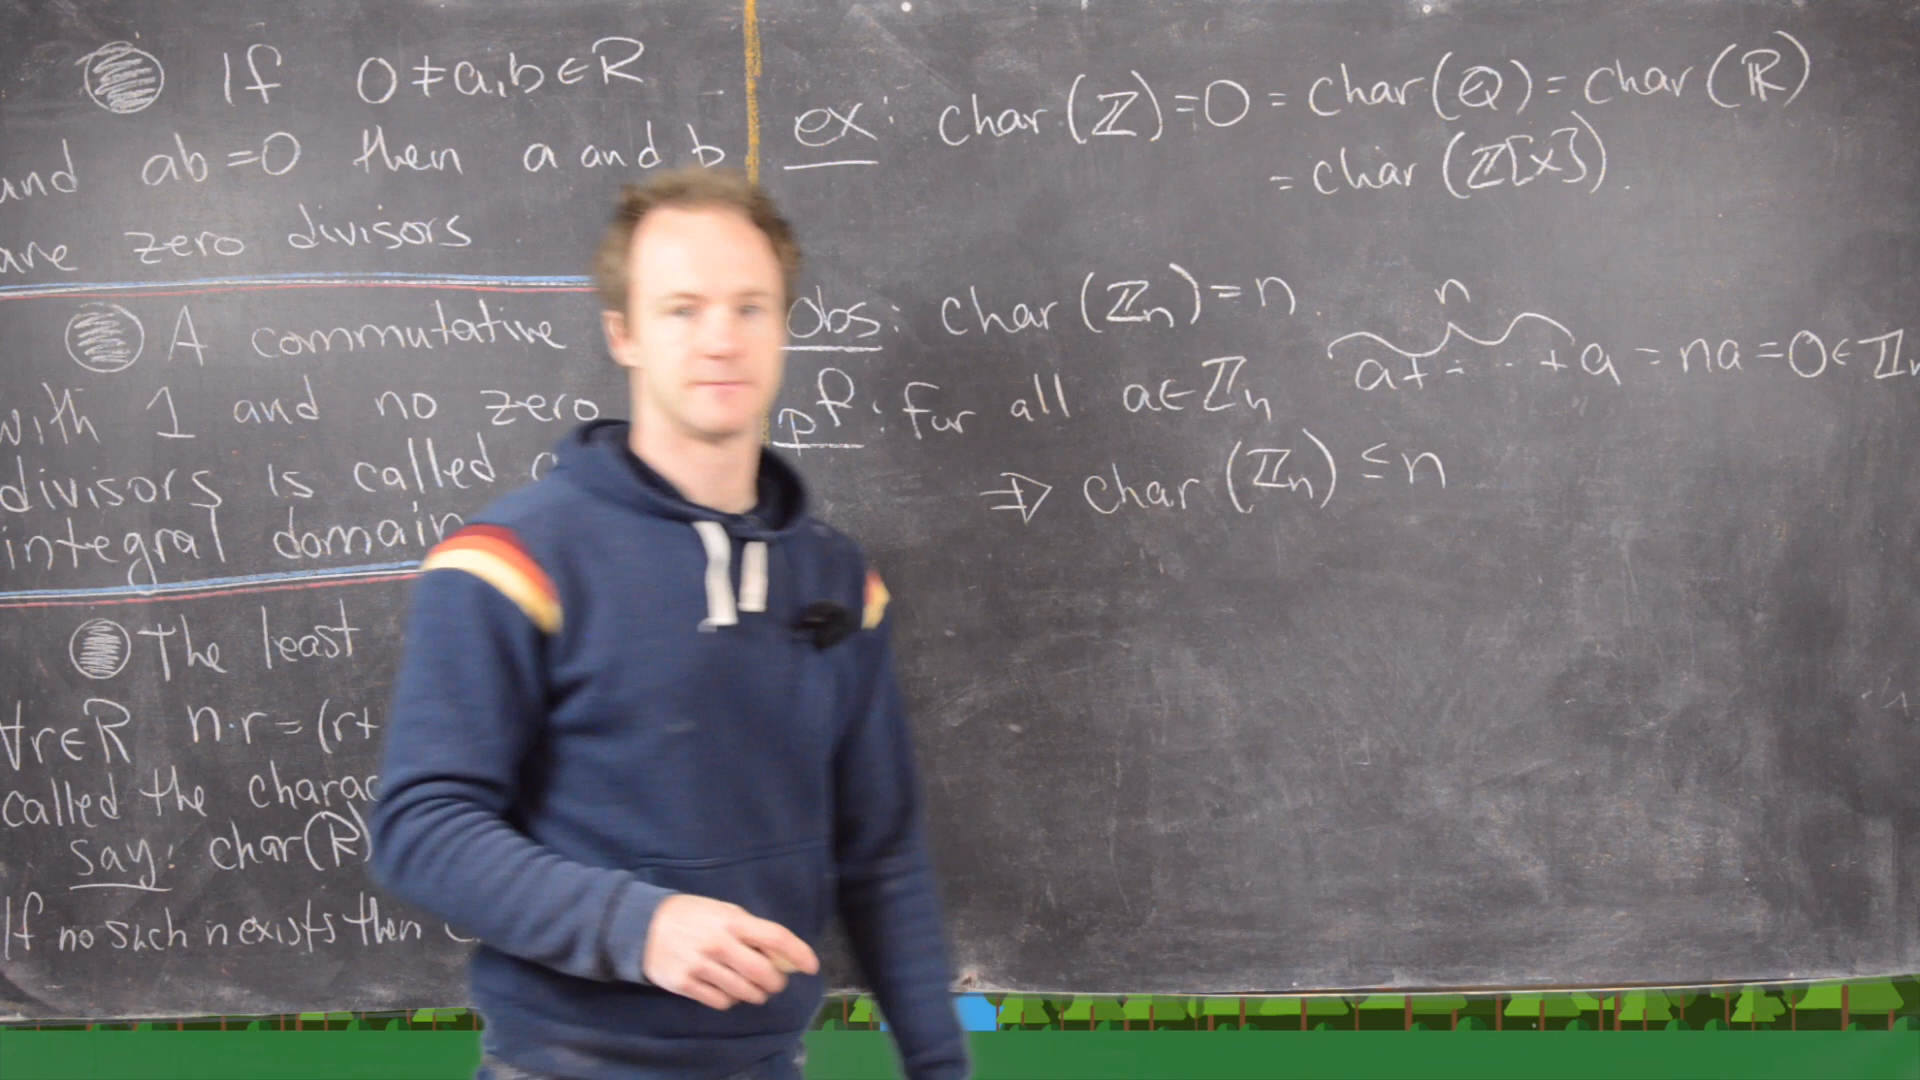 If 0≠a,b∈R
and ab=0 then a and b
are zero divisors
A commutative
with 1 and no zero
divisors is called
integral domain
The least
∀r∈R n·r=(r+
called the charac
say: char(R)
If no such n exists then
ex: char(ℤ)=0 = char(ℚ)= char(ℝ)
= char(ℤ[x]).
obs: char(ℤₙ)=n
n
pf: for all a∈ℤₙ a+···+a = na=0∈ℤₙ
⇒ char(ℤₙ) ≤n